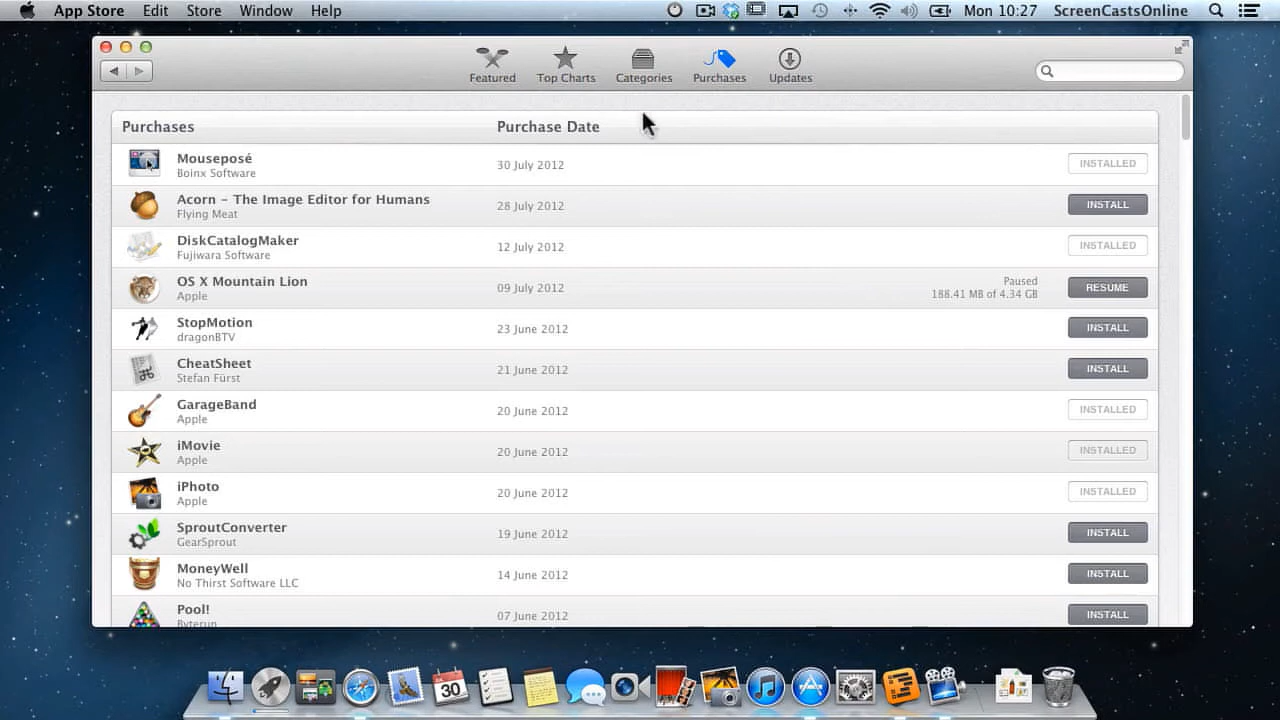 App Store Edit Store Window Help Mon 10:27 ScreenCastsOnline
Featured Top Charts Categories Purchases Updates
Purchases Purchase Date
Mouseposé
Boinx Software
30 July 2012
INSTALLED
Acorn - The Image Editor for Humans
Flying Meat
28 July 2012
INSTALL
DiskCatalogMaker
Fujiwara Software
12 July 2012
INSTALLED
OS X Mountain Lion
Apple
09 July 2012
Paused
188.41 MB of 4.34 GB
RESUME
StopMotion
dragonBTV
23 June 2012
INSTALL
CheatSheet
Stefan Fürst
21 June 2012
INSTALL
GarageBand
Apple
20 June 2012
INSTALLED
iMovie
Apple
20 June 2012
INSTALLED
iPhoto
Apple
20 June 2012
INSTALLED
SproutConverter
GearSprout
19 June 2012
INSTALL
MoneyWell
No Thirst Software LLC
14 June 2012
INSTALL
Pool!
Byterun
07 June 2012
INSTALL
30